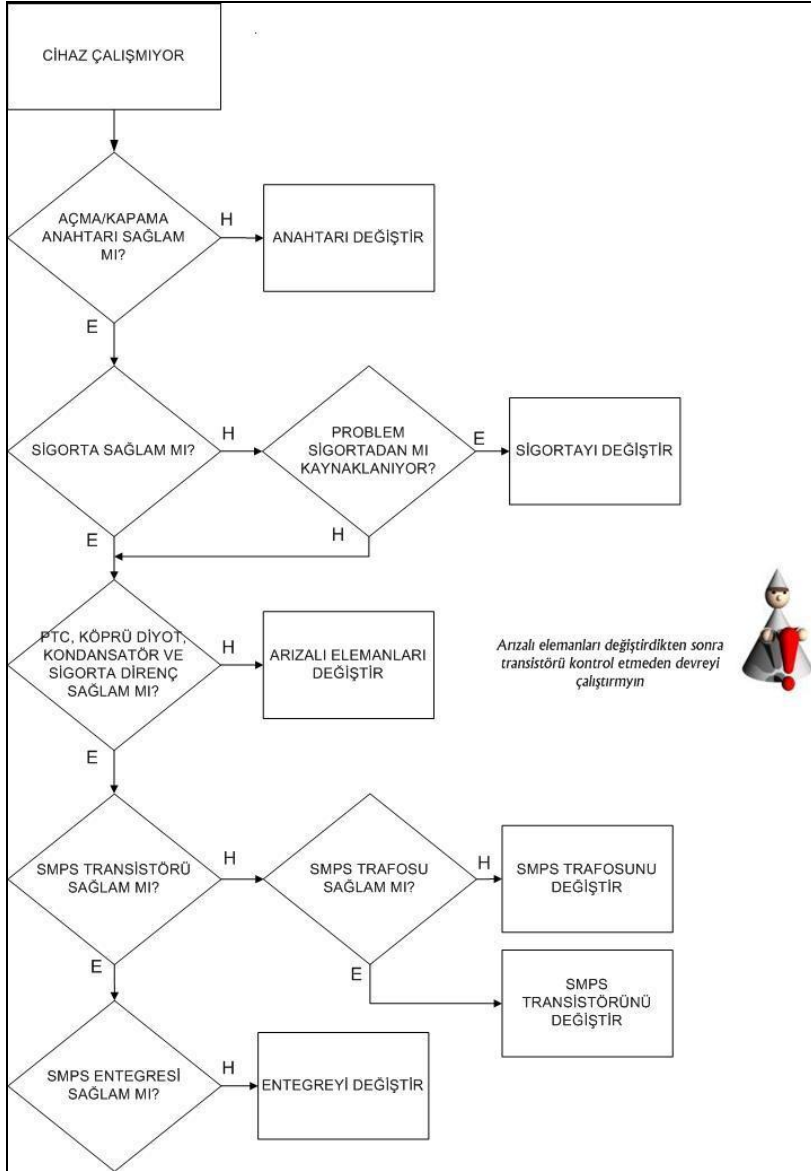 CİHAZ ÇALIŞMIYOR
AÇMA/KAPAMA
ANAHTARI SAĞLAM
MI?
H
ANAHTARI DEĞİŞTİR
E
SİGORTA SAĞLAM MI?
H
PROBLEM
SİGORTADAN MI
KAYNAKLANIYOR?
E
SİGORTAYI DEĞİŞTİR
E
H
PTC, KÖPRÜ DİYOT,
KONDANSATÖR VE
SİGORTA DİRENÇ
SAĞLAM MI?
H
ARIZALI ELEMANLARI
DEĞİŞTİR
Arızalı elemanları değiştirdikten sonra
transistörü kontrol etmeden devreyi
çalıştırmyın
E
SMPS TRANSİSTÖRÜ
SAĞLAM MI?
H
SMPS TRAFOSU
SAĞLAM MI?
H
SMPS TRAFOSUNU
DEĞİŞTİR
E
E
SMPS
TRANSİSTÖRÜNÜ
DEĞİŞTİR
SMPS ENTEGRESİ
SAĞLAM MI?
H
ENTEGREYİ DEĞİŞTİR